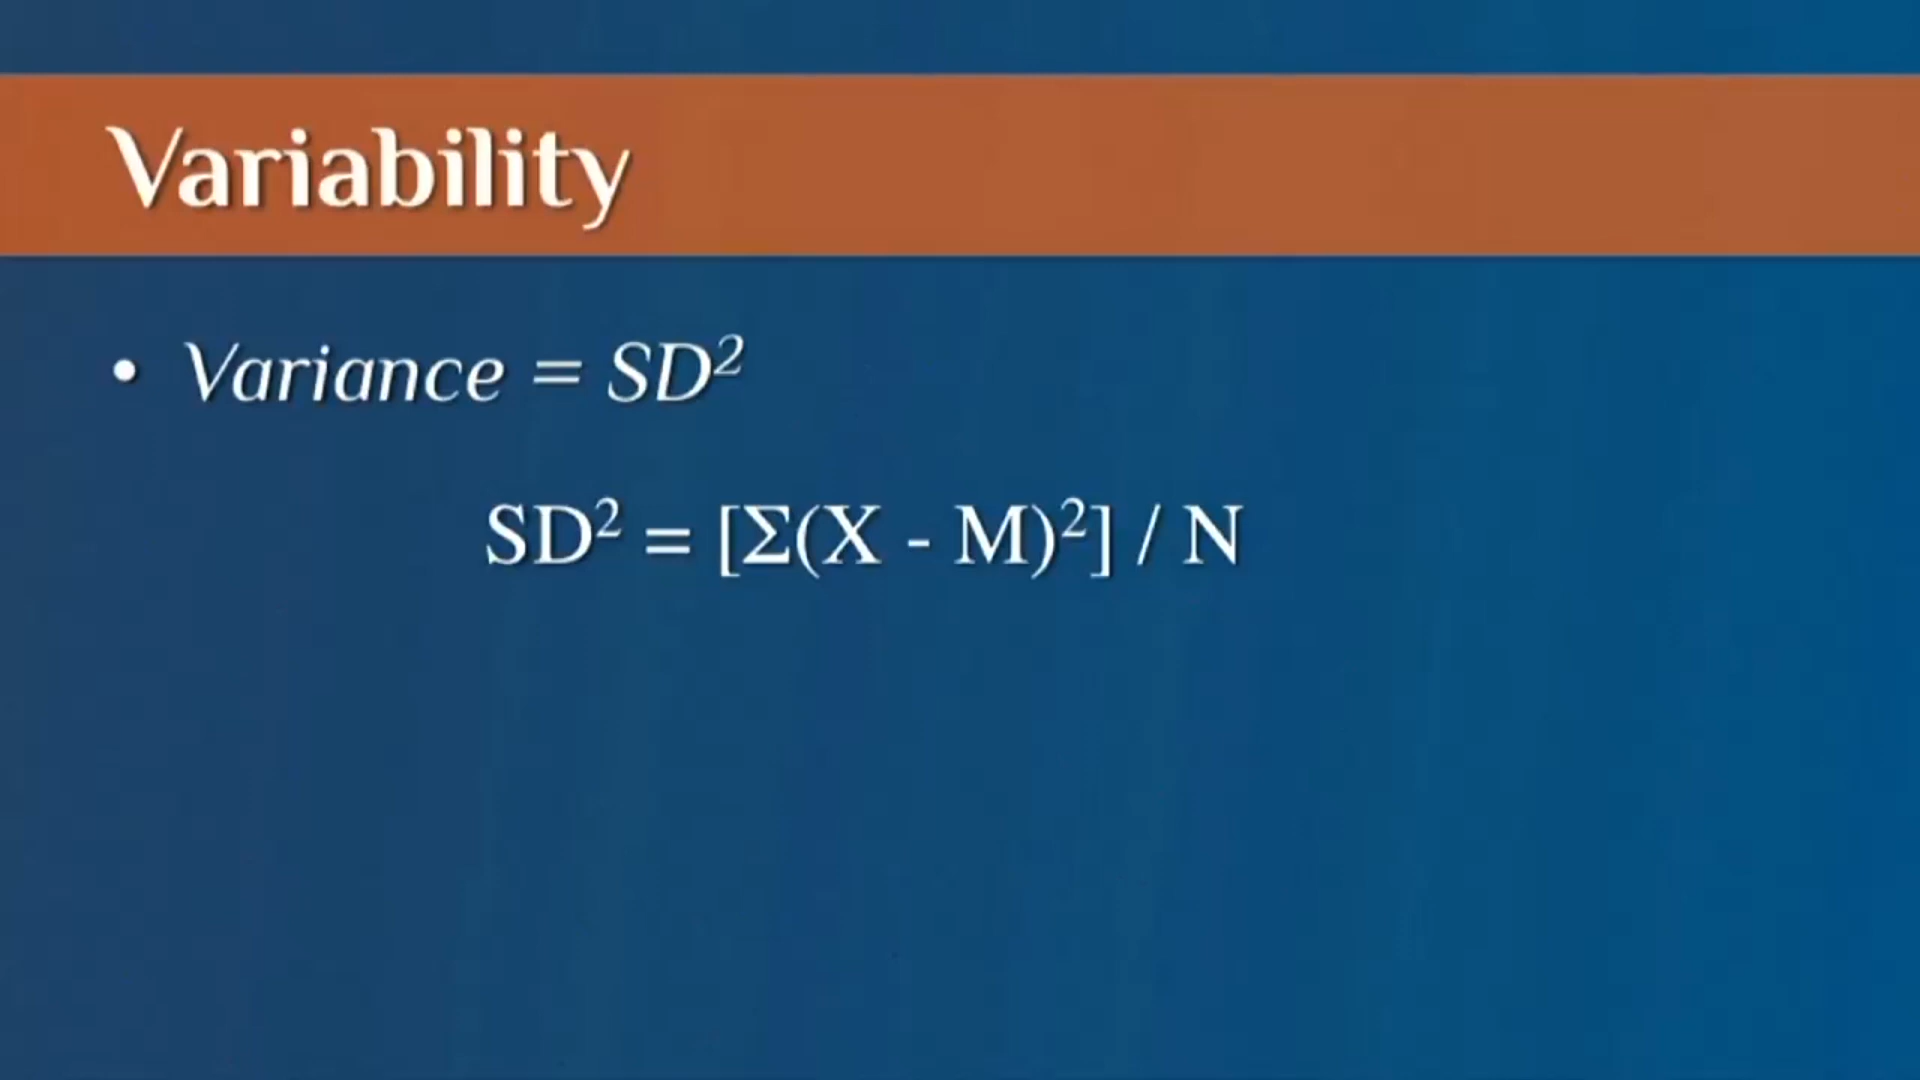 Variability
• Variance = SD²
SD² = [Σ(X - M)²] / N